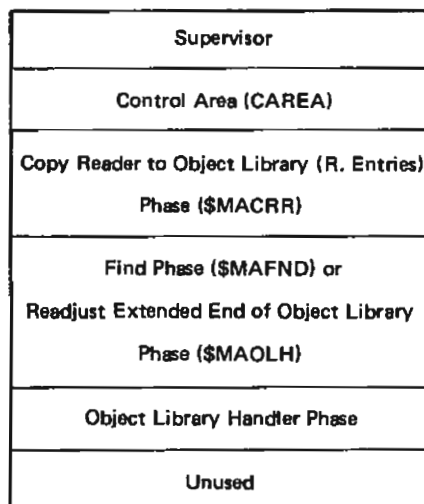 Supervisor
Control Area (CAREA)
Copy Reader to Object Library (R. Entries)
Phase ($MACRR)
Find Phase ($MAFND) or
Readjust Extended End of Object Library
Phase ($MAOLH)
Object Library Handler Phase
Unused